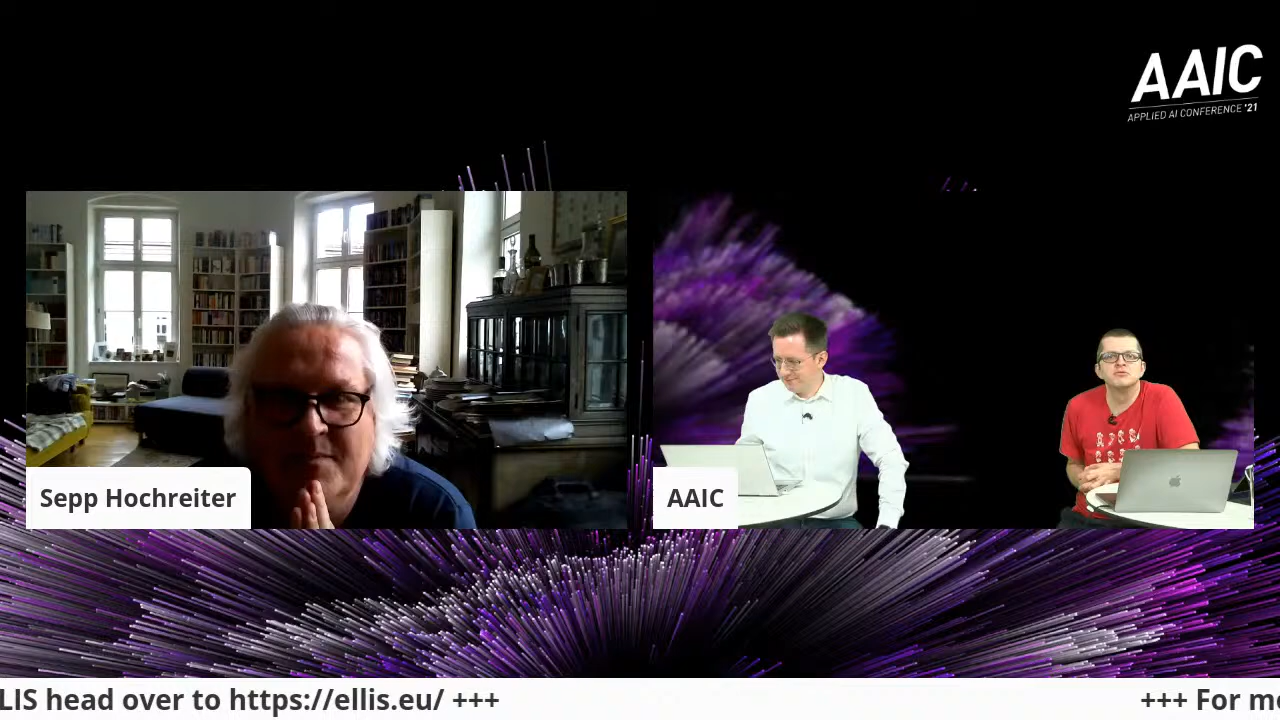 AAIC
APPLIED AI CONFERENCE '21
Sepp Hochreiter
AAIC
LIS head over to https://ellis.eu/ +++
+++ For mo